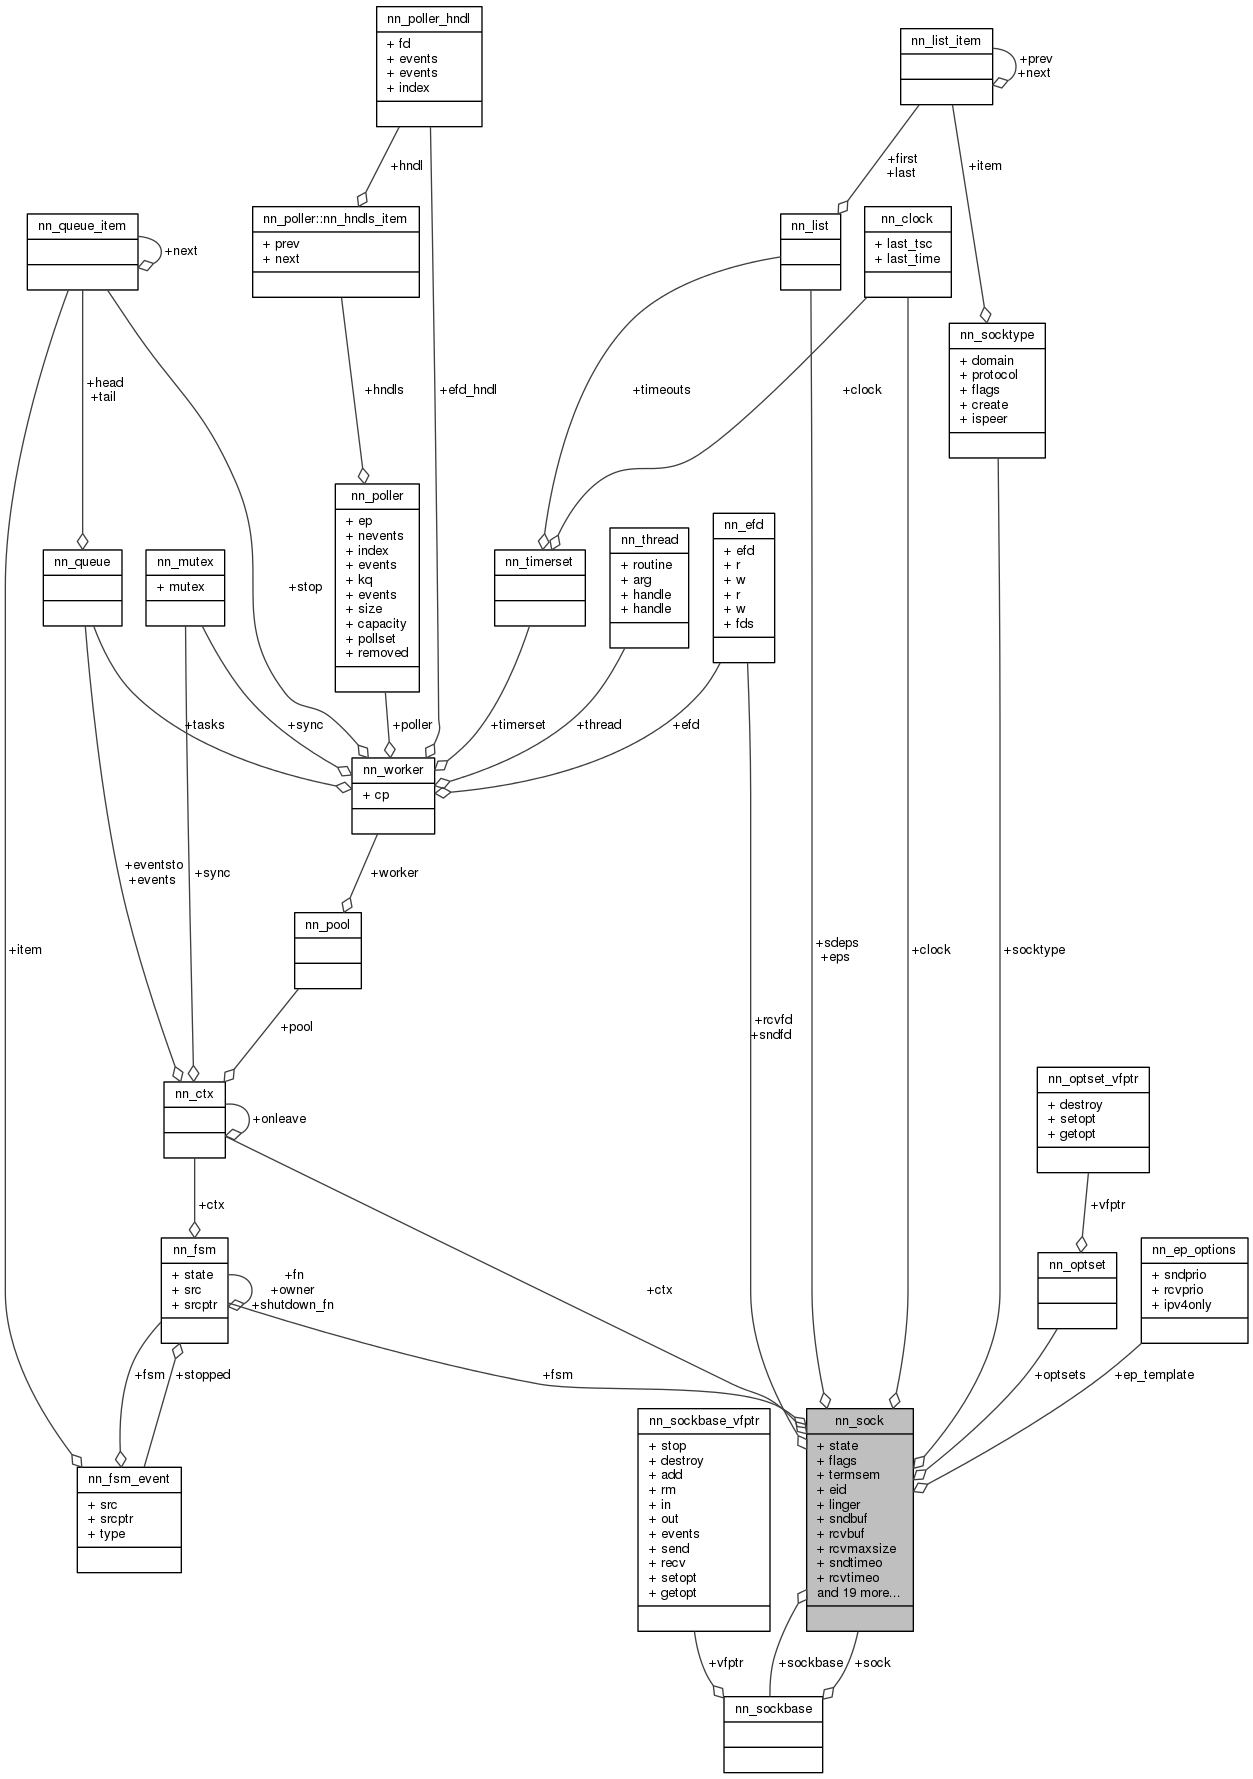 nn_poller_hndl
+ fd
+ events
+ events
+ index
nn_list_item
+prev
+next
+hndl
+first
+last
+item
nn_poller::nn_hndls_item
+ prev
+ next
nn_queue_item
+next
nn_list
nn_clock
+ last_tsc
+ last_time
nn_socktype
+ domain
+ protocol
+ flags
+ create
+ ispeer
+head
+tail
+hndls
+efd_hndl
+timeouts
+clock
nn_poller
+ ep
+ nevents
+ index
+ events
+ kq
+ events
+ size
+ capacity
+ pollset
+ removed
nn_queue
nn_mutex
+ mutex
+stop
nn_timerset
nn_thread
+ routine
+ arg
+ handle
+ handle
nn_efd
+ efd
+ r
+ w
+ r
+ w
+ fds
+tasks
+sync
+poller
+timerset
+thread
+efd
nn_worker
+ cp
+eventsto
+events
+sync
+worker
nn_pool
+item
+sdeps
+eps
+clock
+socktype
+pool
+rcvfd
+sndfd
nn_ctx
+onleave
nn_optset_vfptr
+ destroy
+ setopt
+ getopt
+ctx
+vfptr
nn_fsm
+ state
+ src
+ srcptr
+fn
+owner
+shutdown_fn
+ctx
nn_optset
nn_ep_options
+ sndprio
+ rcvprio
+ ipv4only
+fsm
+stopped
+fsm
+optsets
+ep_template
nn_fsm_event
+ src
+ srcptr
+ type
nn_sockbase_vfptr
+ stop
+ destroy
+ add
+ rm
+ in
+ out
+ events
+ send
+ recv
+ setopt
+ getopt
nn_sock
+ state
+ flags
+ termsem
+ eid
+ linger
+ sndbuf
+ rcvbuf
+ rcvmaxsize
+ sndtimeo
+ rcvtimeo
and 19 more...
+vfptr
+sockbase
+sock
nn_sockbase